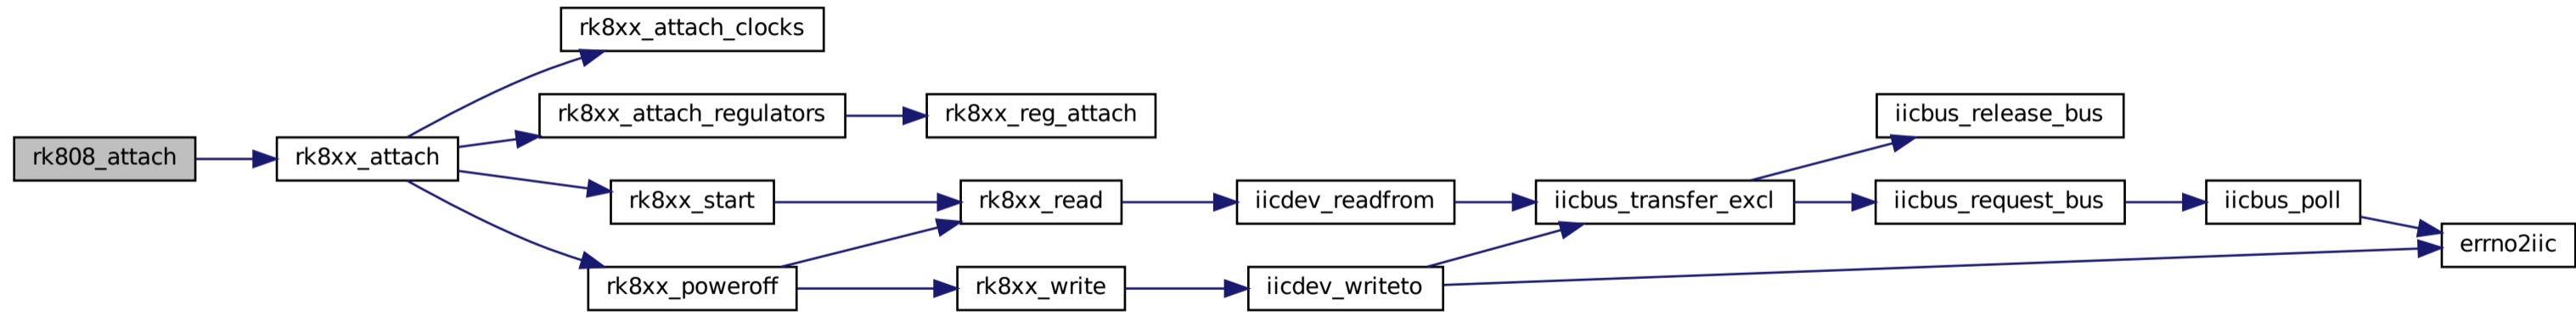 rk8xx_attach_clocks
rk8xx_attach_regulators
rk8xx_reg_attach
iicbus_release_bus
rk808_attach
rk8xx_attach
rk8xx_start
rk8xx_read
iicdev_readfrom
iicbus_transfer_excl
iicbus_request_bus
iicbus_poll
errno2iic
rk8xx_poweroff
rk8xx_write
iicdev_writeto